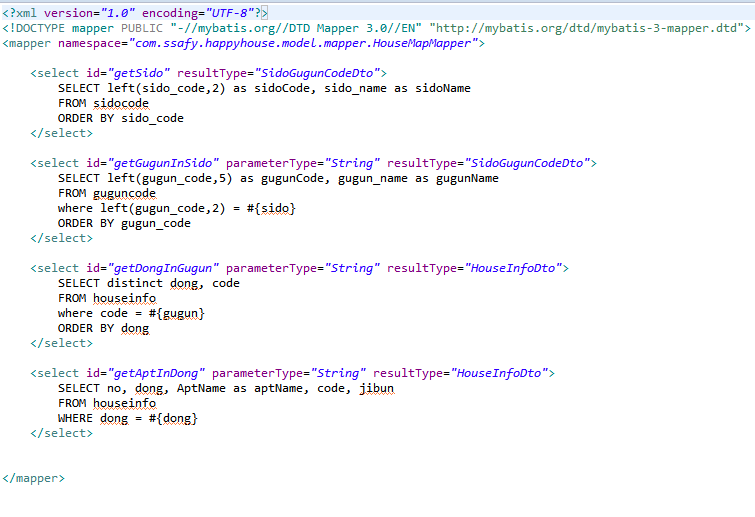 <?xml version="1.0" encoding="UTF-8"?>
<!DOCTYPE mapper PUBLIC "-//mybatis.org//DTD Mapper 3.0//EN" "http://mybatis.org/dtd/mybatis-3-mapper.dtd">
<mapper namespace="com.ssafy.happyhouse.model.mapper.HouseMapMapper">
<select id="getSido" resultType="SidoGugunCodeDto">
SELECT left(sido_code,2) as sidoCode, sido_name as sidoName
FROM sidocode
ORDER BY sido_code
</select>
<select id="getGugunInSido" parameterType="String" resultType="SidoGugunCodeDto">
SELECT left(gugun_code,5) as gugunCode, gugun_name as gugunName
FROM guguncode
where left(gugun_code,2) = #{sido}
ORDER BY gugun_code
</select>
<select id="getDongInGugun" parameterType="String" resultType="HouseInfoDto">
SELECT distinct dong, code
FROM houseinfo
where code = #{gugun}
ORDER BY dong
</select>
<select id="getAptInDong" parameterType="String" resultType="HouseInfoDto">
SELECT no, dong, AptName as aptName, code, jibun
FROM houseinfo
WHERE dong = #{dong}
</select>
</mapper>